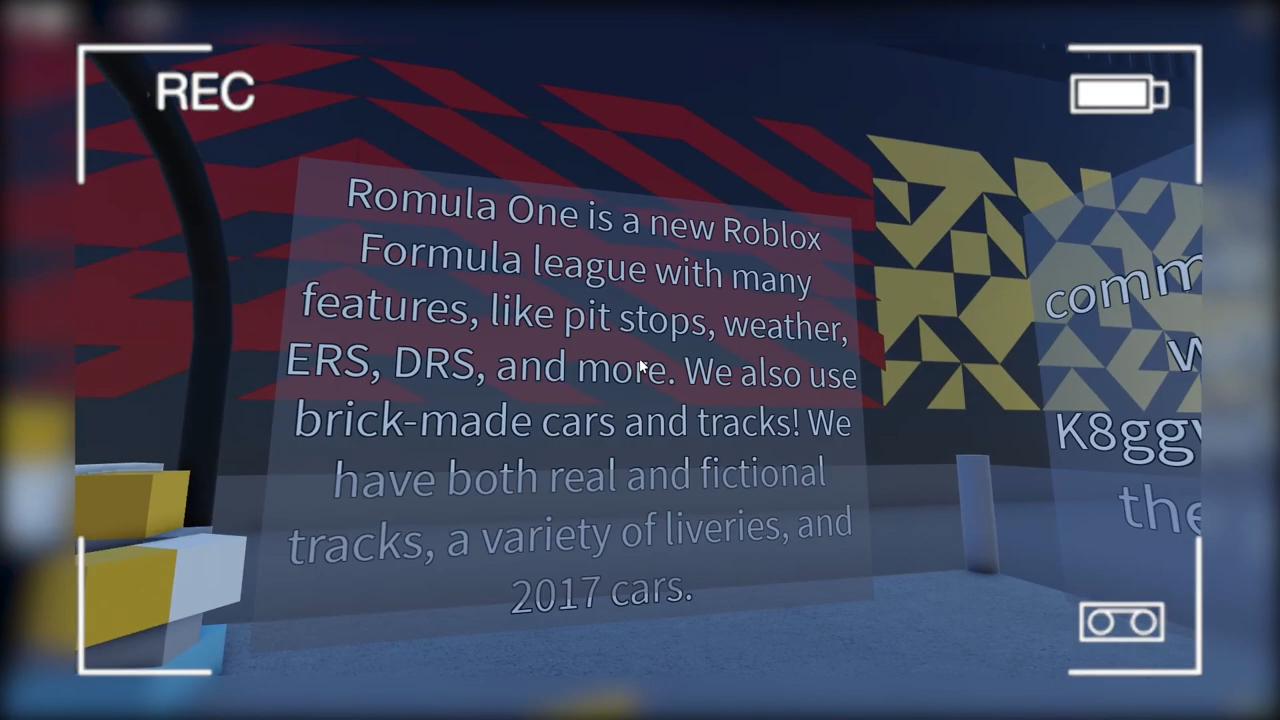 REC
Romula One is a new Roblox
Formula league with many
features, like pit stops, weather,
ERS, DRS, and more. We also use
brick-made cars and tracks! We
have both real and fictional
tracks, a variety of liveries, and
2017 cars.
K8ggy
the